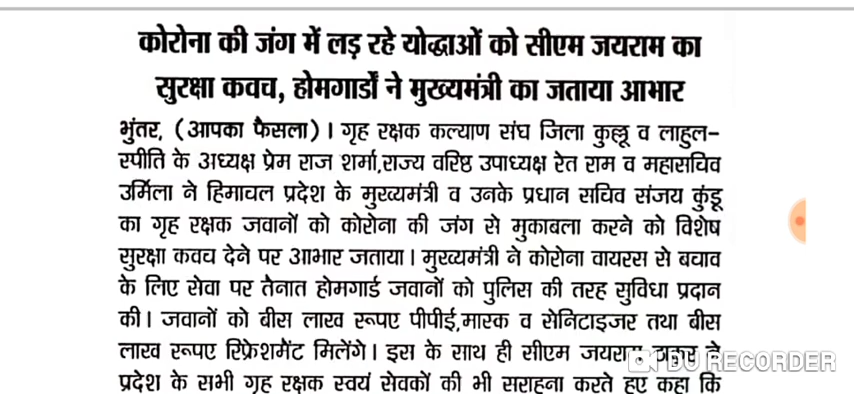 कोरोना की जंग में लड़ रहे योद्धाओं को सीएम जयराम का
सुरक्षा कवच, होमगार्डों ने मुख्यमंत्री का जताया आभार
भुंतर, (आपका फैसला)। गृह रक्षक कल्याण संघ जिला कुल्लू व लाहुल-
स्पीति के अध्यक्ष प्रेम राज शर्मा,राज्य वरिष्ठ उपाध्यक्ष रेत राम व महासचिव
उर्मिला ने हिमाचल प्रदेश के मुख्यमंत्री व उनके प्रधान सचिव संजय कुंडू
का गृह रक्षक जवानों को कोरोना की जंग से मुकाबला करने को विशेष
सुरक्षा कवच देने पर आभार जताया। मुख्यमंत्री ने कोरोना वायरस से बचाव
के लिए सेवा पर तैनात होमगार्ड जवानों को पुलिस की तरह सुविधा प्रदान
की। जवानों को बीस लाख रूपए पीपीई,मास्क व सेनिटाइजर तथा बीस
लाख रूपए रिफ्रेशमैंट मिलेंगे। इस के साथ ही सीएम जयराम ने
DU RECORDER
प्रदेश के सभी गृह रक्षक स्वयं सेवकों की भी सराहना करते हुए कहा कि